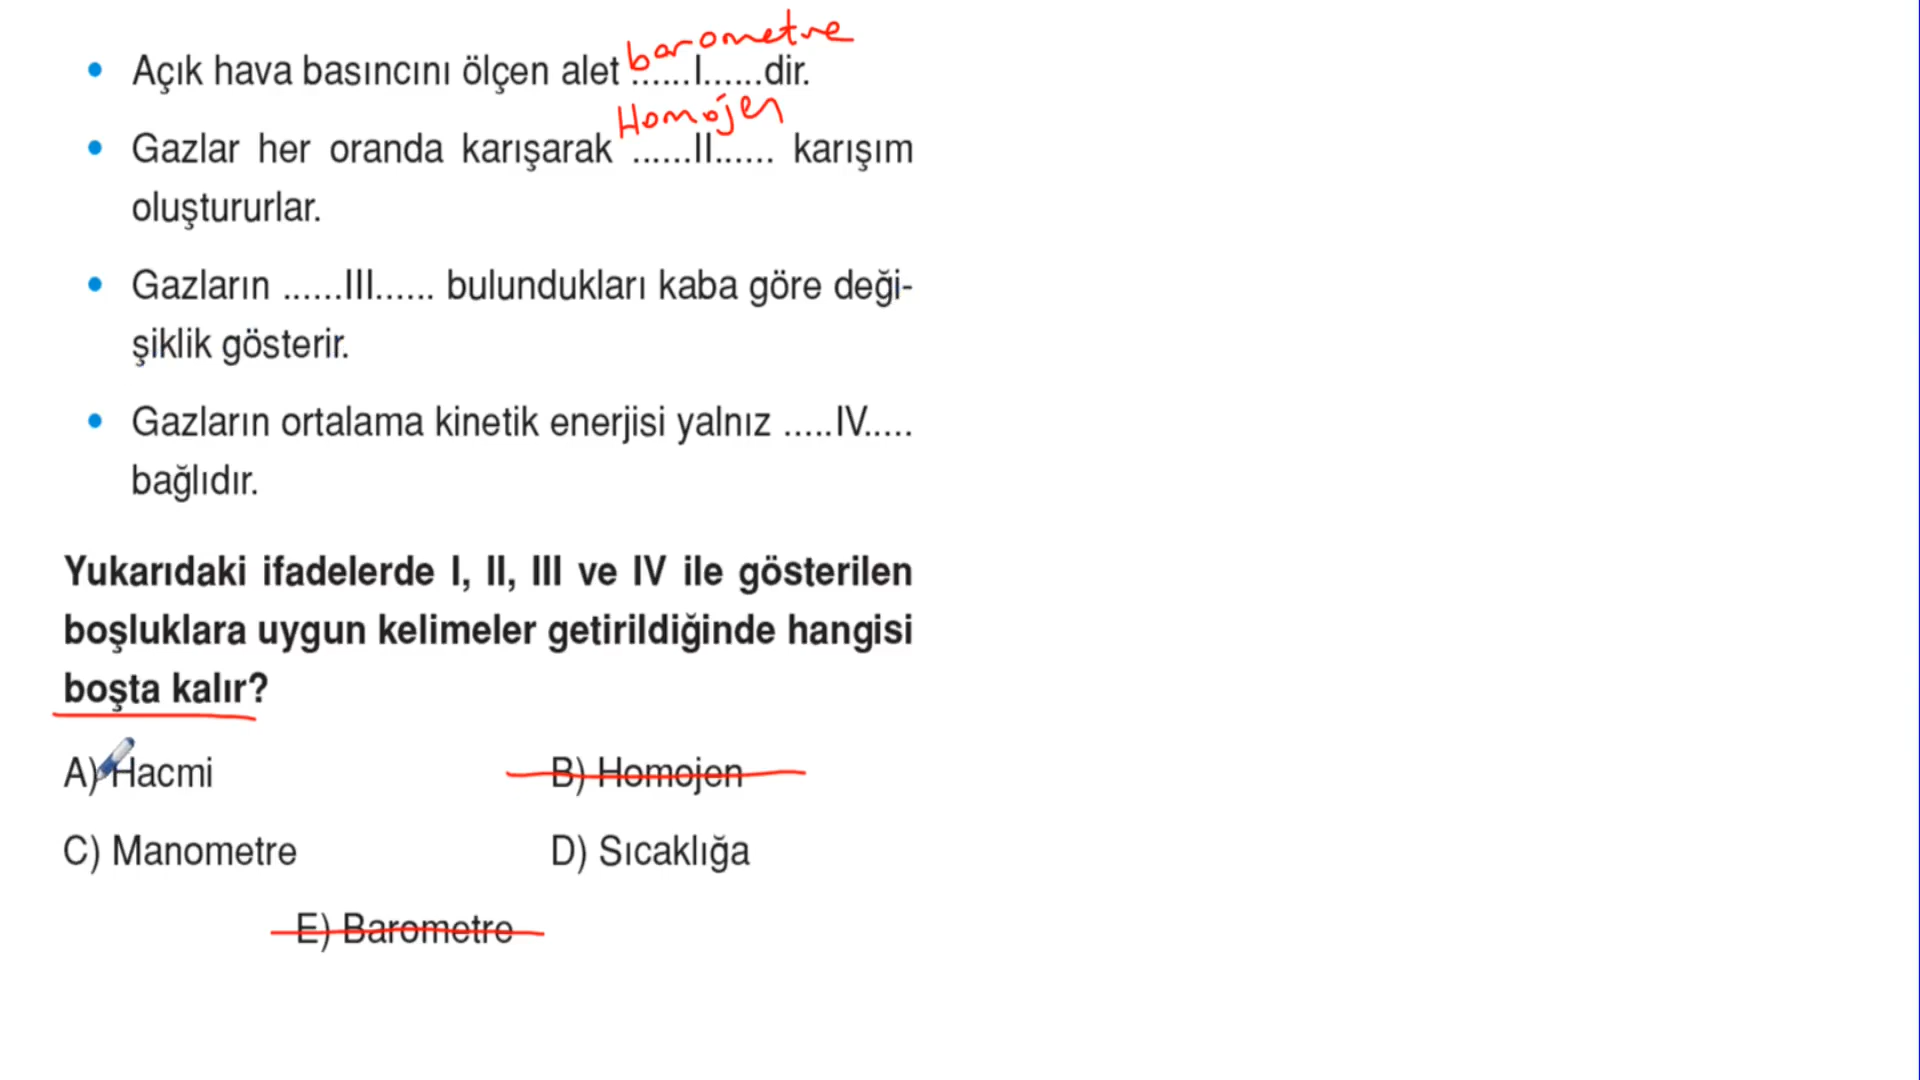 barometre
• Açık hava basıncını ölçen alet ......I......dir.
Homojen
• Gazlar her oranda karışarak ......II...... karışım
oluştururlar.
• Gazların ......III...... bulundukları kaba göre deği-
şiklik gösterir.
• Gazların ortalama kinetik enerjisi yalnız .....IV.....
bağlıdır.
Yukarıdaki ifadelerde I, II, III ve IV ile gösterilen
boşluklara uygun kelimeler getirildiğinde hangisi
boşta kalır?
A) Hacmi B) Homojen
C) Manometre D) Sıcaklığa
E) Barometre